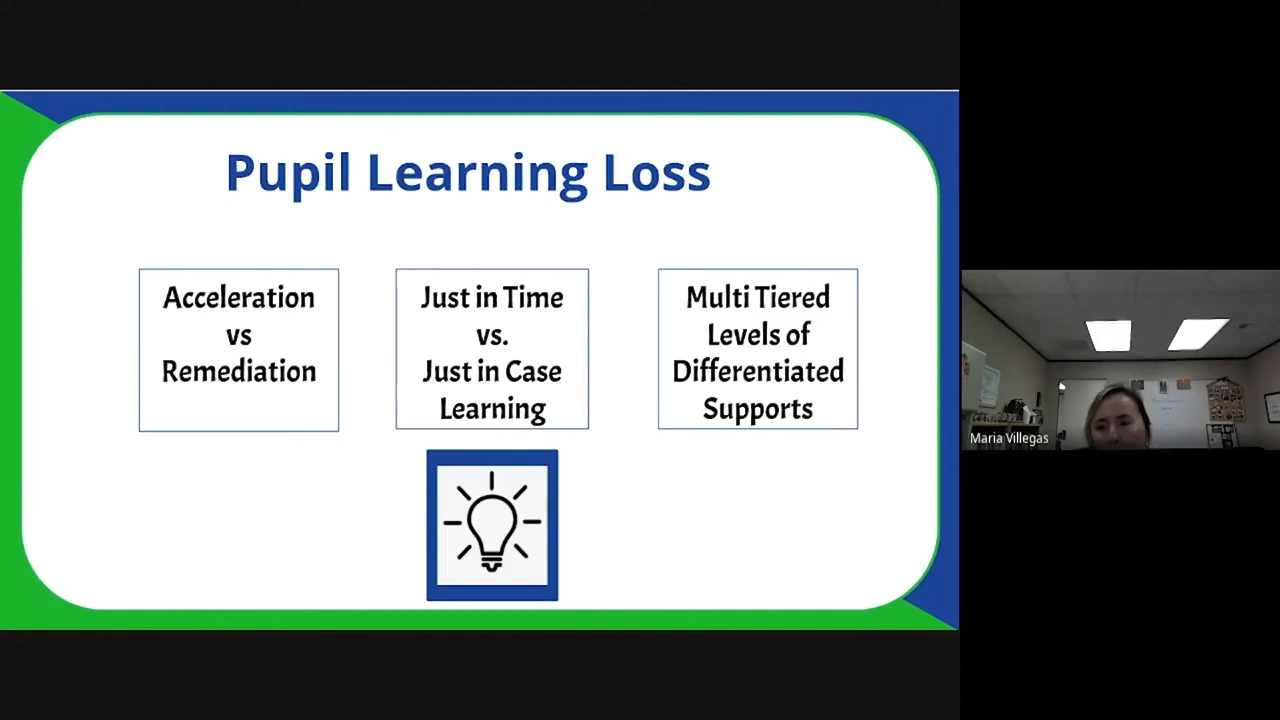 Pupil Learning Loss
Acceleration
vs
Remediation
Just in Time
vs.
Just in Case
Learning
Multi Tiered
Levels of
Differentiated
Supports
Maria Villegas